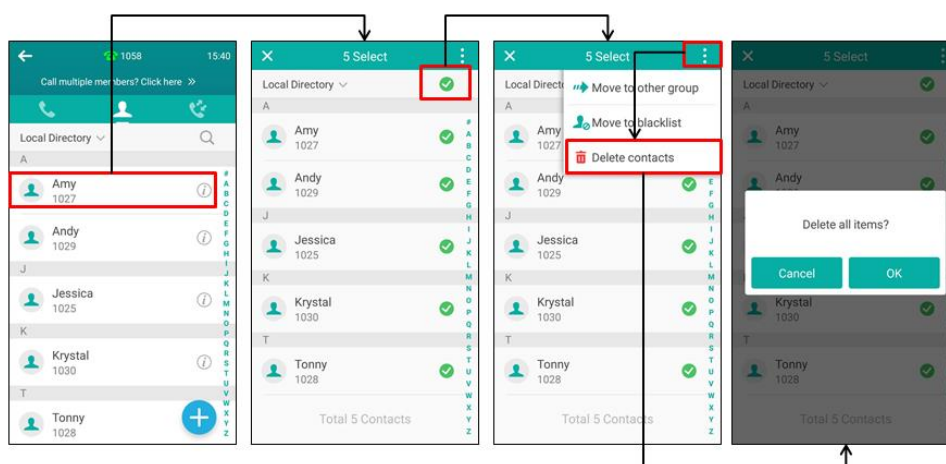 1058
15:40
Call multiple members? Click here »
Local Directory
A
Amy
1027
Andy
1029
J
Jessica
1025
K
Krystal
1030
T
Tonny
1028
#
A
B
C
D
E
F
G
H
I
J
K
L
M
N
O
P
Q
R
S
T
U
V
W
X
Y
Z
5 Select
Local Directory
A
Amy
1027
Andy
1029
J
Jessica
1025
K
Krystal
1030
T
Tonny
1028
Total 5 Contacts
#
A
B
C
D
E
F
G
H
I
J
K
L
M
N
O
P
Q
R
S
T
U
V
W
X
Y
Z
5 Select
Local Direct
Move to other group
Move to blacklist
Delete contacts
A
Amy
1027
Andy
1029
J
Jessica
1025
K
Krystal
1030
T
Tonny
1028
Total 5 Contacts
E
F
G
H
I
J
K
L
M
N
O
P
Q
R
S
T
U
V
W
X
Y
Z
5 Select
Local Directory
A
Amy
1027
Andy
Delete all items?
Cancel
OK
Krystal
1030
T
Tonny
1028
Total 5 Contacts